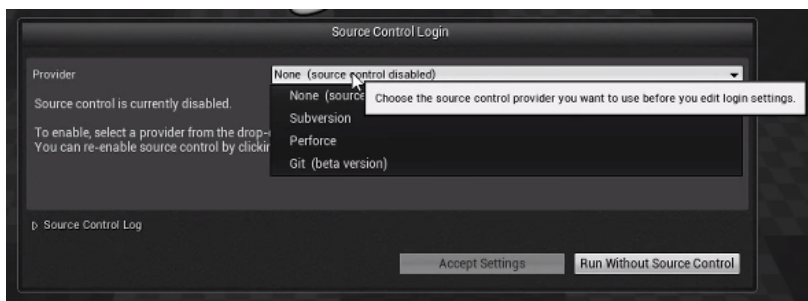 Source Control Login
Provider
None (source control disabled)
None (source
Choose the source control provider you want to use before you edit login settings.
Source control is currently disabled.
Subversion
To enable, select a provider from the drop-
Perforce
You can re-enable source control by clickin
Git (beta version)
Source Control Log
Accept Settings
Run Without Source Control